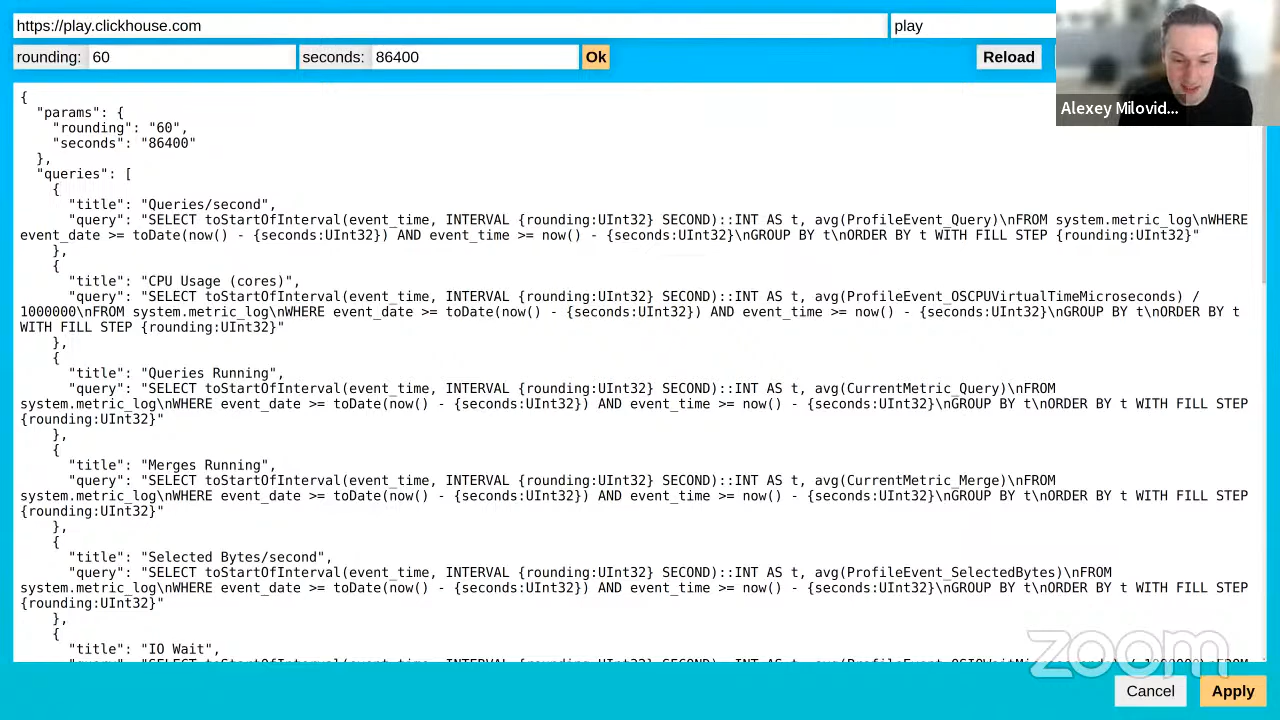 https://play.clickhouse.com
play
rounding: 60
seconds: 86400
Ok
Reload
Alexey Milovid...
{
  "params": {
    "rounding": "60",
    "seconds": "86400"
  },
  "queries": [
    {
      "title": "Queries/second",
      "query": "SELECT toStartOfInterval(event_time, INTERVAL {rounding:UInt32} SECOND)::INT AS t, avg(ProfileEvent_Query)\nFROM system.metric_log\nWHERE
event_date >= toDate(now() - {seconds:UInt32}) AND event_time >= now() - {seconds:UInt32}\nGROUP BY t\nORDER BY t WITH FILL STEP {rounding:UInt32}"
    },
    {
      "title": "CPU Usage (cores)",
      "query": "SELECT toStartOfInterval(event_time, INTERVAL {rounding:UInt32} SECOND)::INT AS t, avg(ProfileEvent_OSCPUVirtualTimeMicroseconds) /
1000000\nFROM system.metric_log\nWHERE event_date >= toDate(now() - {seconds:UInt32}) AND event_time >= now() - {seconds:UInt32}\nGROUP BY t\nORDER BY t
WITH FILL STEP {rounding:UInt32}"
    },
    {
      "title": "Queries Running",
      "query": "SELECT toStartOfInterval(event_time, INTERVAL {rounding:UInt32} SECOND)::INT AS t, avg(CurrentMetric_Query)\nFROM
system.metric_log\nWHERE event_date >= toDate(now() - {seconds:UInt32}) AND event_time >= now() - {seconds:UInt32}\nGROUP BY t\nORDER BY t WITH FILL STEP
{rounding:UInt32}"
    },
    {
      "title": "Merges Running",
      "query": "SELECT toStartOfInterval(event_time, INTERVAL {rounding:UInt32} SECOND)::INT AS t, avg(CurrentMetric_Merge)\nFROM
system.metric_log\nWHERE event_date >= toDate(now() - {seconds:UInt32}) AND event_time >= now() - {seconds:UInt32}\nGROUP BY t\nORDER BY t WITH FILL STEP
{rounding:UInt32}"
    },
    {
      "title": "Selected Bytes/second",
      "query": "SELECT toStartOfInterval(event_time, INTERVAL {rounding:UInt32} SECOND)::INT AS t, avg(ProfileEvent_SelectedBytes)\nFROM
system.metric_log\nWHERE event_date >= toDate(now() - {seconds:UInt32}) AND event_time >= now() - {seconds:UInt32}\nGROUP BY t\nORDER BY t WITH FILL STEP
{rounding:UInt32}"
    },
    {
      "title": "IO Wait",
zoom
Cancel
Apply